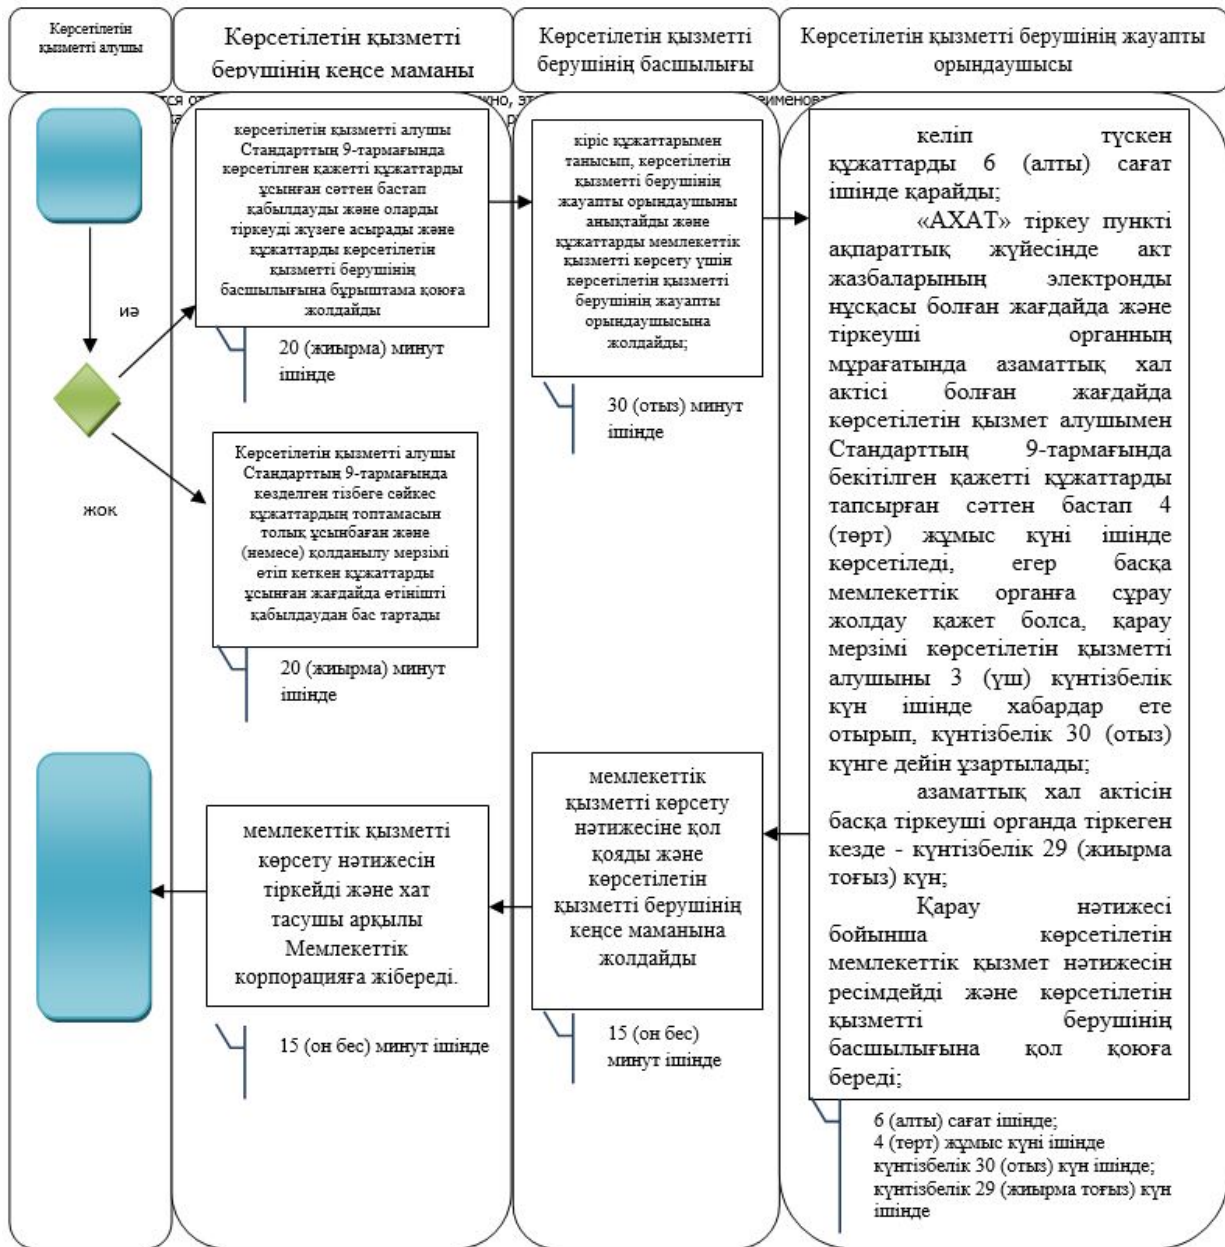 Көрсетілетін
қызметті алушы
Көрсетілетін қызметті
берушінің кеңсе маманы
Көрсетілетін қызметті
берушінің басшылығы
Көрсетілетін қызметті берушінің жауапты
орындаушысы
иә
жоқ
көрсетілетін қызметті алушы
Стандарттың 9-тармағында
көрсетілген қажетті құжаттарды
ұсынған сәттен бастап
қабылдауды және оларды
тіркеуді жүзеге асырады және
құжаттарды көрсетілетін
қызметті берушінің
басшылығына бұрыштама қоюға
жолдайды
20 (жиырма) минут
ішінде
Көрсетілетін қызметті алушы
Стандарттың 9-тармағында
көзделген тізбеге сәйкес
құжаттардың топтамасын
толық ұсынбаған және
(немесе) қолданылу мерзімі
өтіп кеткен құжаттарды
ұсынған жағдайда өтінішті
қабылдаудан бас тартады
20 (жиырма) минут
ішінде
кіріс құжаттарымен
танысып, көрсетілетін
қызметті берушінің
жауапты орындаушыны
анықтайды және
құжаттарды мемлекеттік
қызметті көрсету үшін
көрсетілетін қызметті
берушінің жауапты
орындаушысына
жолдайды;
30 (отыз) минут
ішінде
келіп түскен
құжаттарды 6 (алты) сағат
ішінде қарайды;
«АХАТ» тіркеу пункті
ақпараттық жүйесінде акт
жазбаларының электронды
нұсқасы болған жағдайда және
тіркеуші органның
мұрағатында азаматтық хал
актісі болған жағдайда
көрсетілетін қызмет алушымен
Стандарттың 9-тармағында
бекітілген қажетті құжаттарды
тапсырған сәттен бастап 4
(төрт) жұмыс күні ішінде
көрсетіледі, егер басқа
мемлекеттік органға сұрау
жолдау қажет болса, қарау
мерзімі көрсетілетін қызметті
алушыны 3 (үш) күнтізбелік
күн ішінде хабардар ете
отырып, күнтізбелік 30 (отыз)
күнге дейін ұзартылады;
азаматтық хал актісін
басқа тіркеуші органда тіркеген
кезде - күнтізбелік 29 (жиырма
тоғыз) күн;
Қарау нәтижесі
бойынша көрсетілетін
мемлекеттік қызмет нәтижесін
ресімдейді және көрсетілетін
қызметті берушінің
басшылығына қол қоюға
береді;
6 (алты) сағат ішінде;
4 (төрт) жұмыс күні ішінде
күнтізбелік 30 (отыз) күн ішінде;
күнтізбелік 29 (жиырма тоғыз) күн
ішінде
мемлекеттік
қызметті көрсету
нәтижесіне қол
қояды және
көрсетілетін
қызметті берушінің
кеңсе маманына
жолдайды
15 (он бес)
минут ішінде
мемлекеттік қызметті
көрсету нәтижесін
тіркейді және хат
тасушы арқылы
Мемлекеттік
корпорацияға жібереді.
15 (он бес) минут ішінде